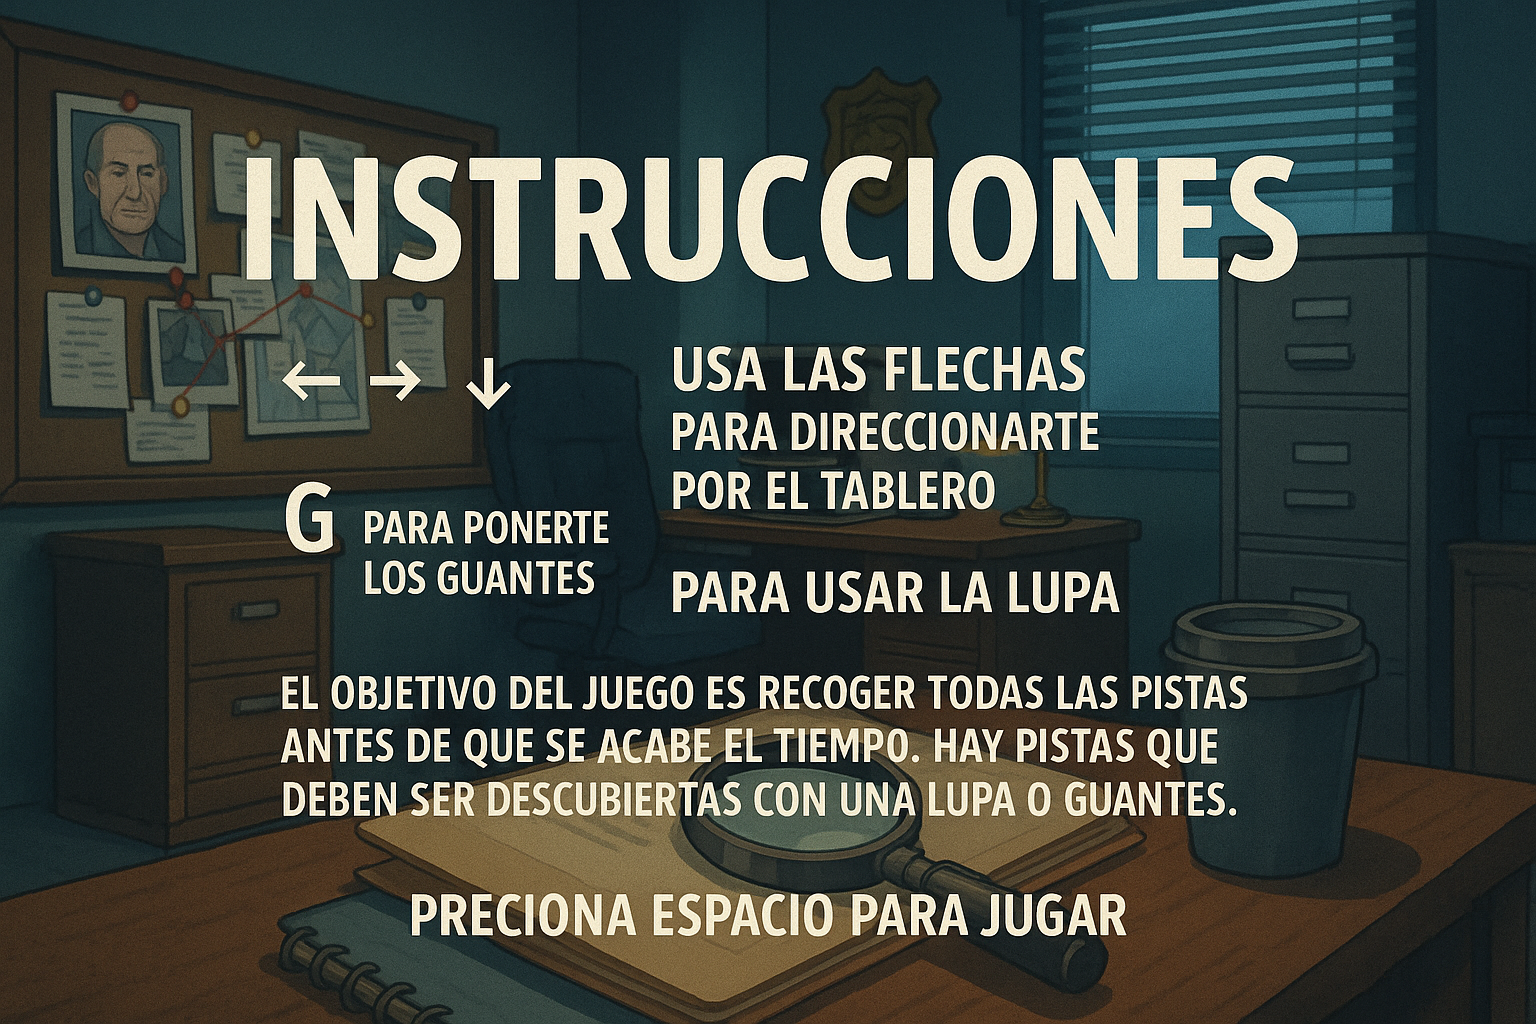 INSTRUCCIONES
← → ↓
USA LAS FLECHAS
PARA DIRECCIONARTE
POR EL TABLERO
G PARA PONERTE
LOS GUANTES
PARA USAR LA LUPA
EL OBJETIVO DEL JUEGO ES RECOGER TODAS LAS PISTAS
ANTES DE QUE SE ACABE EL TIEMPO. HAY PISTAS QUE
DEBEN SER DESCUBIERTAS CON UNA LUPA O GUANTES.
PRECIONA ESPACIO PARA JUGAR